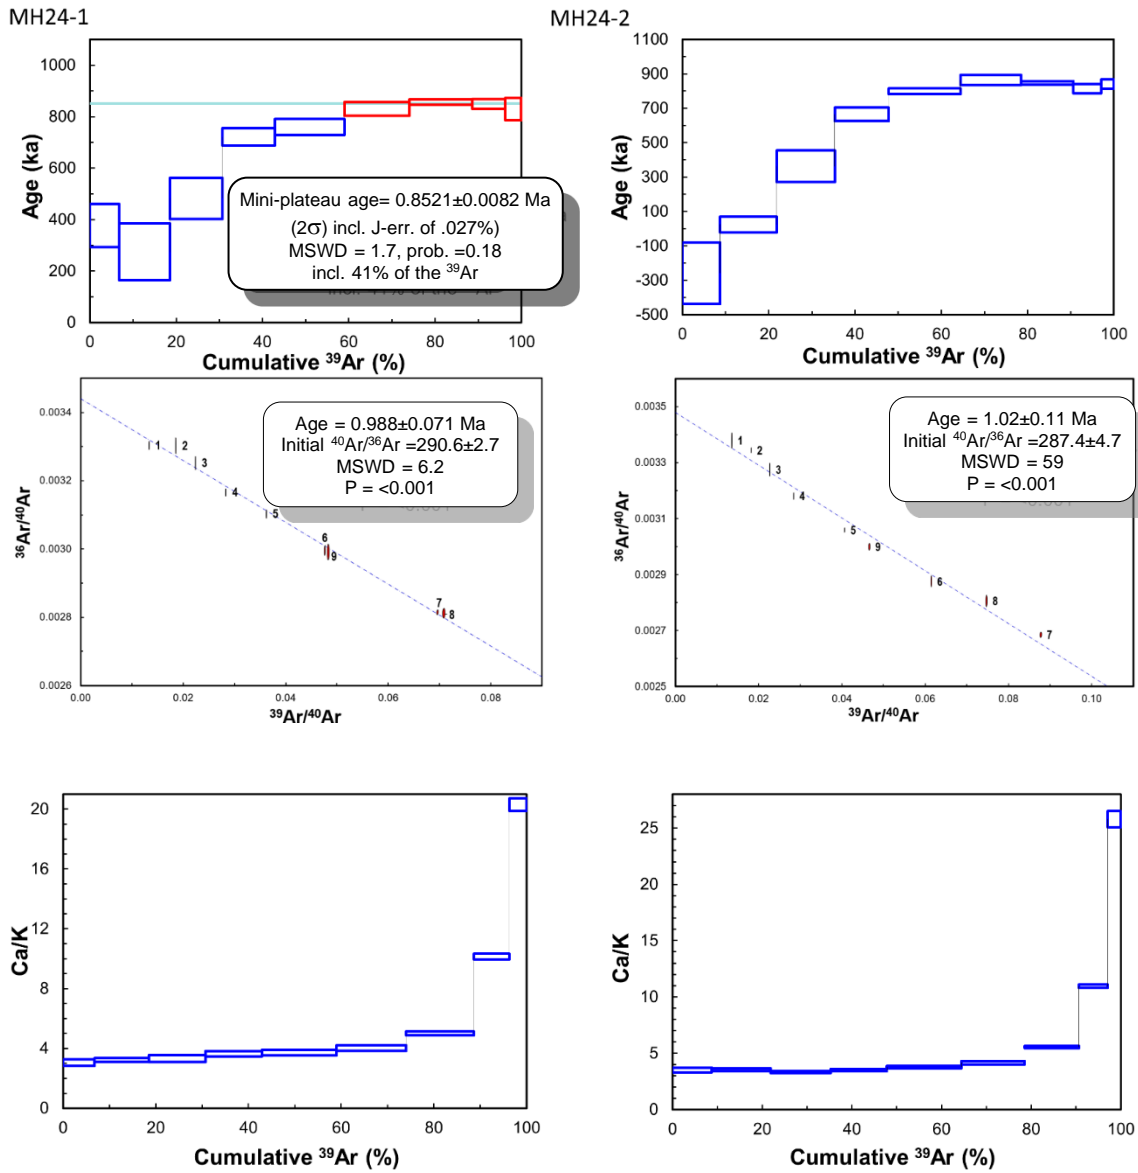 MH24-1
1000
800
600
400
200
0
Age (ka)
0 20 40 60 80 100
Cumulative ³⁹Ar (%)
Mini-plateau age= 0.8521±0.0082 Ma
(2σ) incl. J-err. of .027%)
MSWD = 1.7, prob. =0.18
incl. 41% of the ³⁹Ar
MH24-2
1100
900
700
500
300
100
-100
-300
-500
Age (ka)
0 20 40 60 80 100
Cumulative ³⁹Ar (%)
0.0034
0.0032
0.0030
0.0028
0.0026
³⁶Ar/⁴⁰Ar
0.00 0.02 0.04 0.06 0.08
³⁹Ar/⁴⁰Ar
1 2
3
4
5
6
9
7
8
Age = 0.988±0.071 Ma
Initial ⁴⁰Ar/³⁶Ar =290.6±2.7
MSWD = 6.2
P = <0.001
0.0035
0.0033
0.0031
0.0029
0.0027
0.0025
³⁶Ar/⁴⁰Ar
0.00 0.02 0.04 0.06 0.08 0.10
³⁹Ar/⁴⁰Ar
1
2
3
4
5
9
6
8
7
Age = 1.02±0.11 Ma
Initial ⁴⁰Ar/³⁶Ar =287.4±4.7
MSWD = 59
P = <0.001
20
16
12
8
4
0
Ca/K
0 20 40 60 80 100
Cumulative ³⁹Ar (%)
25
20
15
10
5
0
Ca/K
0 20 40 60 80 100
Cumulative ³⁹Ar (%)